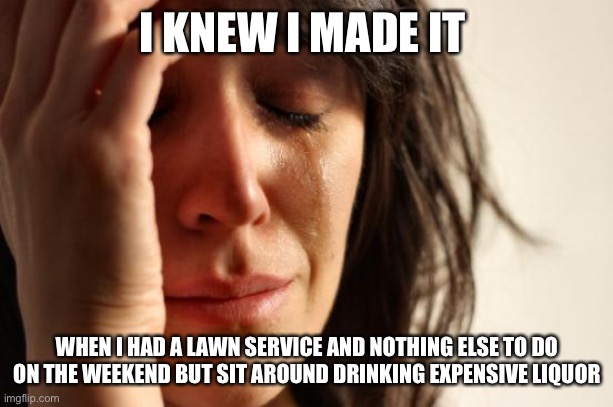 I KNEW I MADE IT
WHEN I HAD A LAWN SERVICE AND NOTHING ELSE TO DO
ON THE WEEKEND BUT SIT AROUND DRINKING EXPENSIVE LIQUOR
imgflip.com